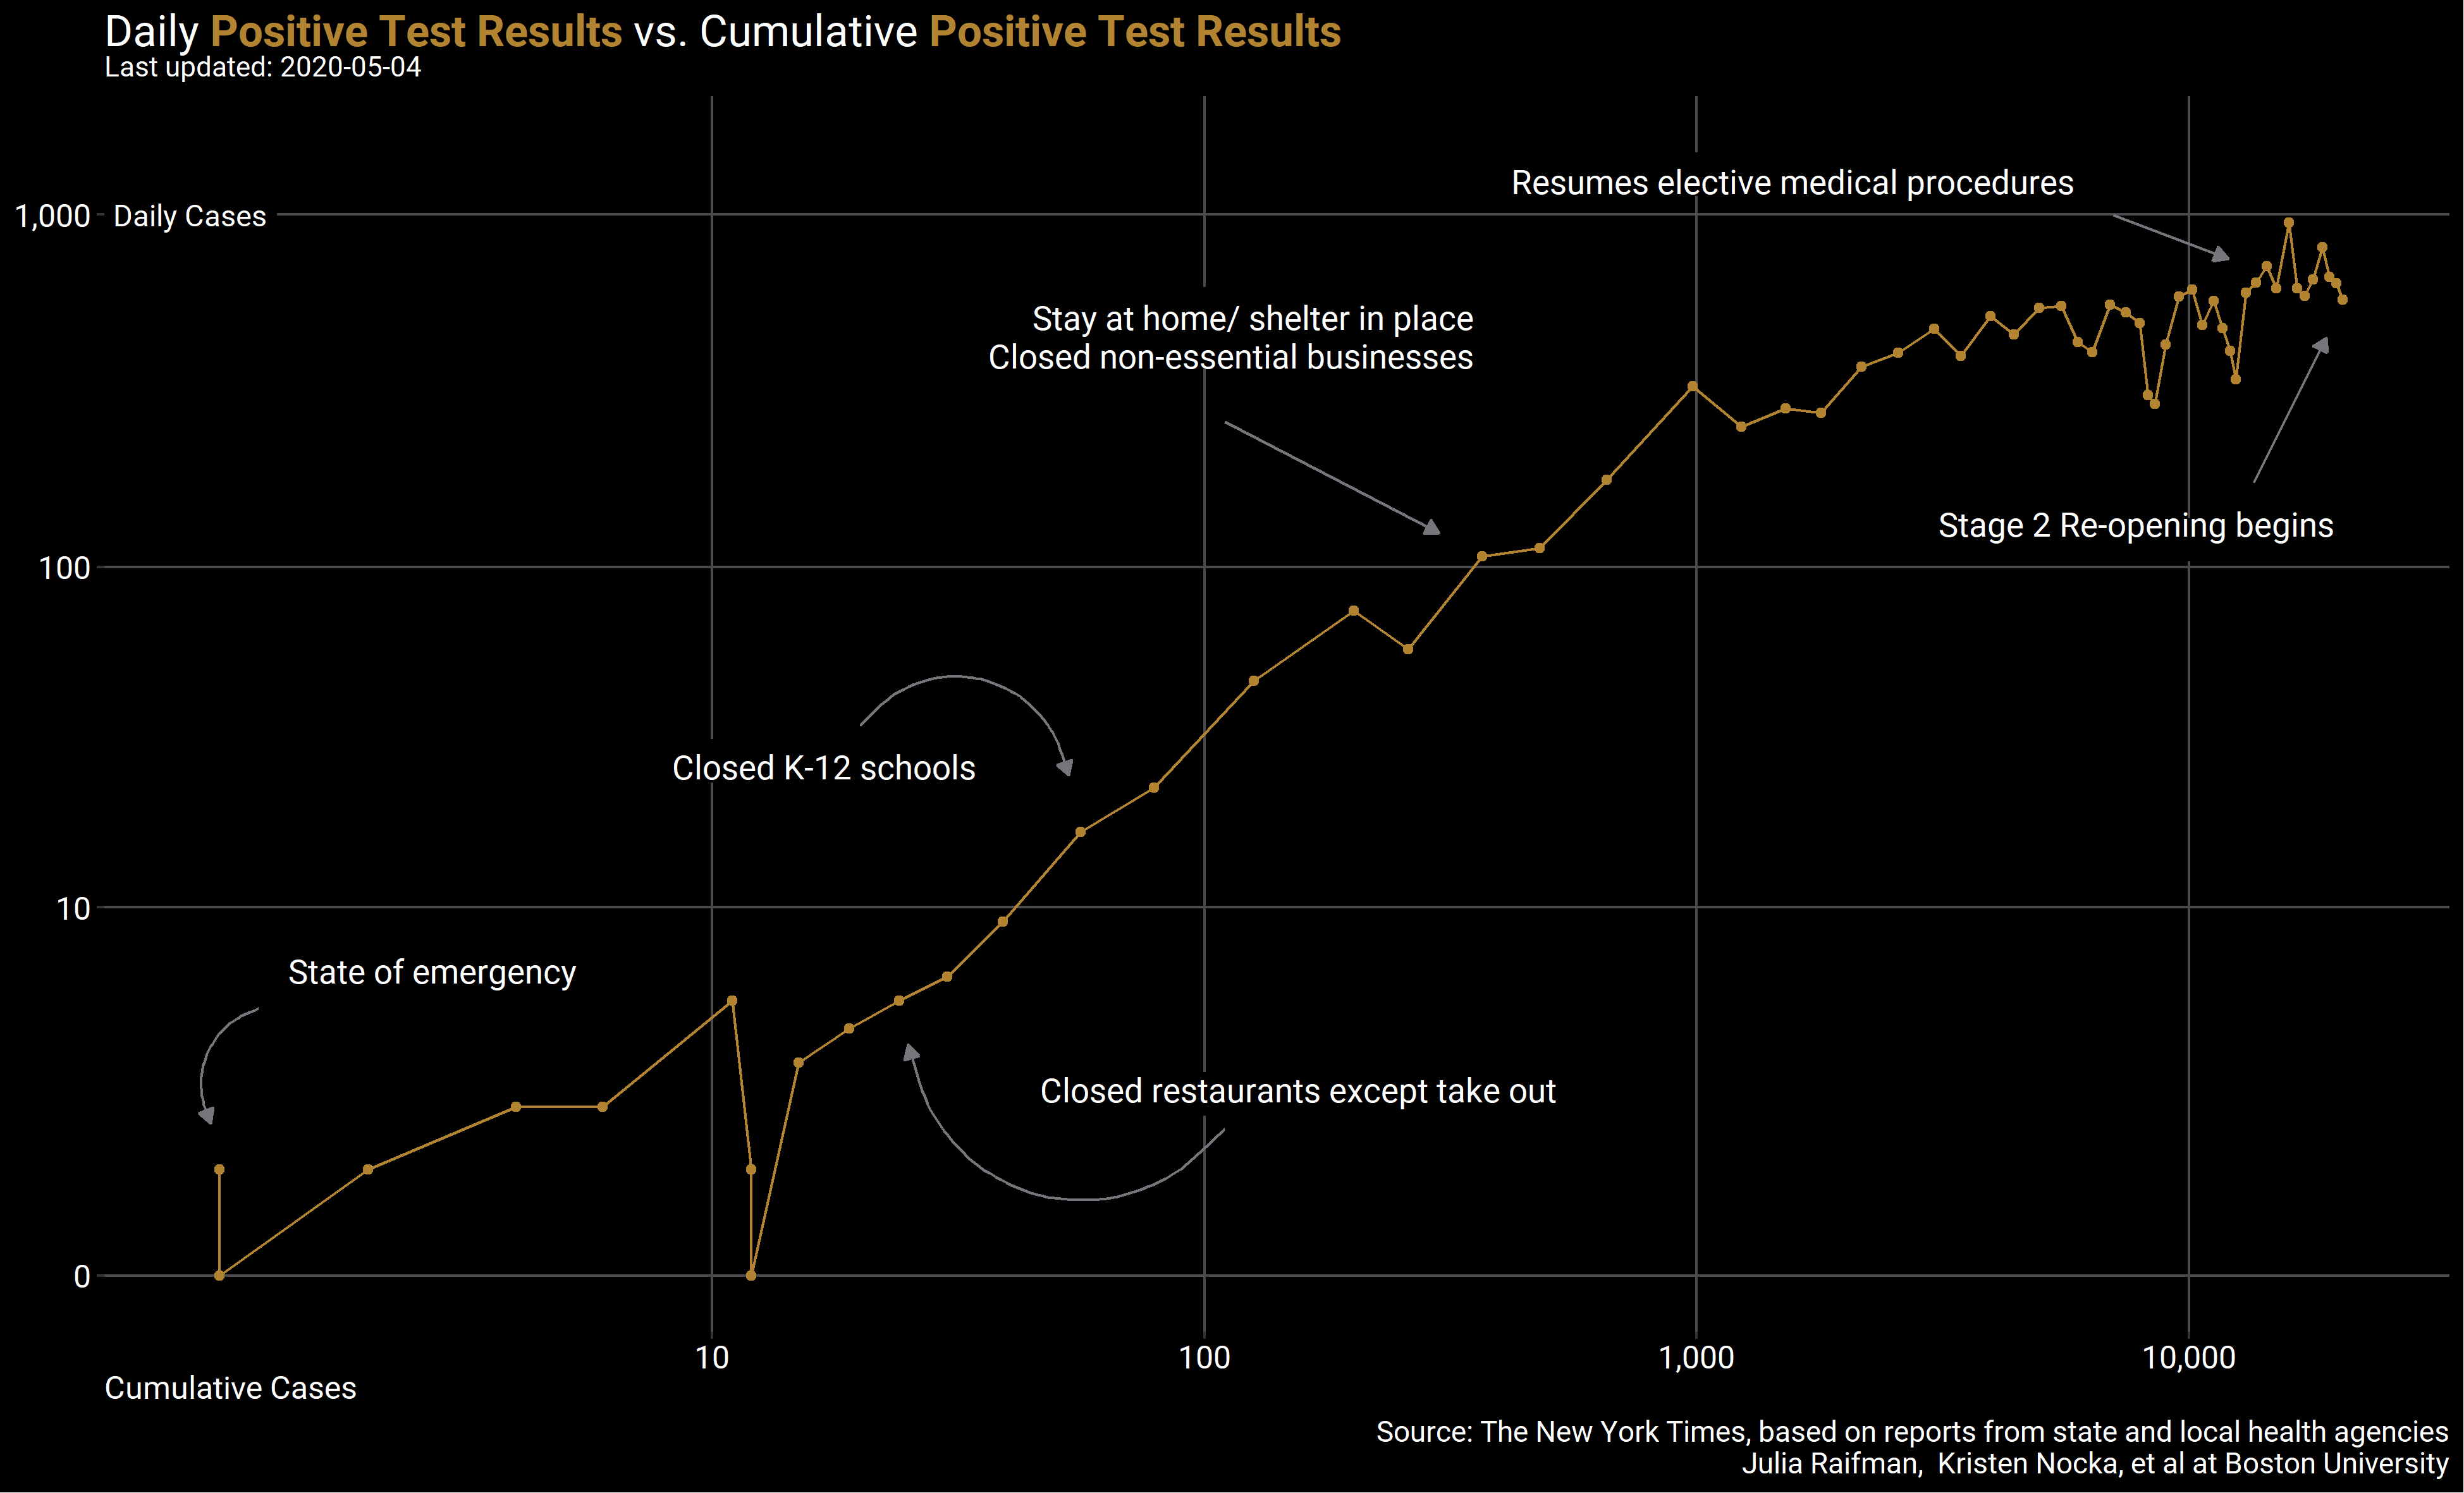 Daily Positive Test Results vs. Cumulative Positive Test Results
Last updated: 2020-05-04
Resumes elective medical procedures
1,000
Daily Cases
Stay at home/ shelter in place
Closed non-essential businesses
Stage 2 Re-opening begins
100
Closed K-12 schools
10
State of emergency
Closed restaurants except take out
0
10
100
1,000
10,000
Cumulative Cases
Source: The New York Times, based on reports from state and local health agencies
Julia Raifman,  Kristen Nocka, et al at Boston University